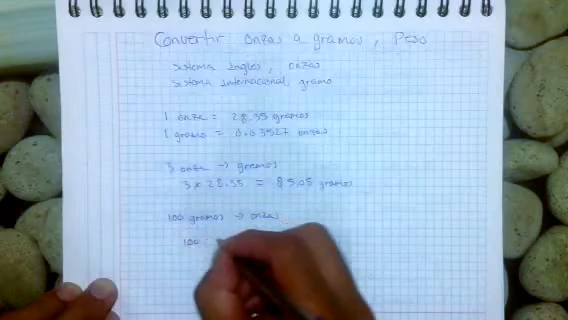 Convertir onzas a gramos, Peso
sistema Ingles, onzas
sistema internacional, gramo
1 onza = 28.35 gramos
1 gramo = 0.03527 onzas
3 onza → gramos
3 x 28.35 = 85.05 gramos
100 gramos → onzas
100